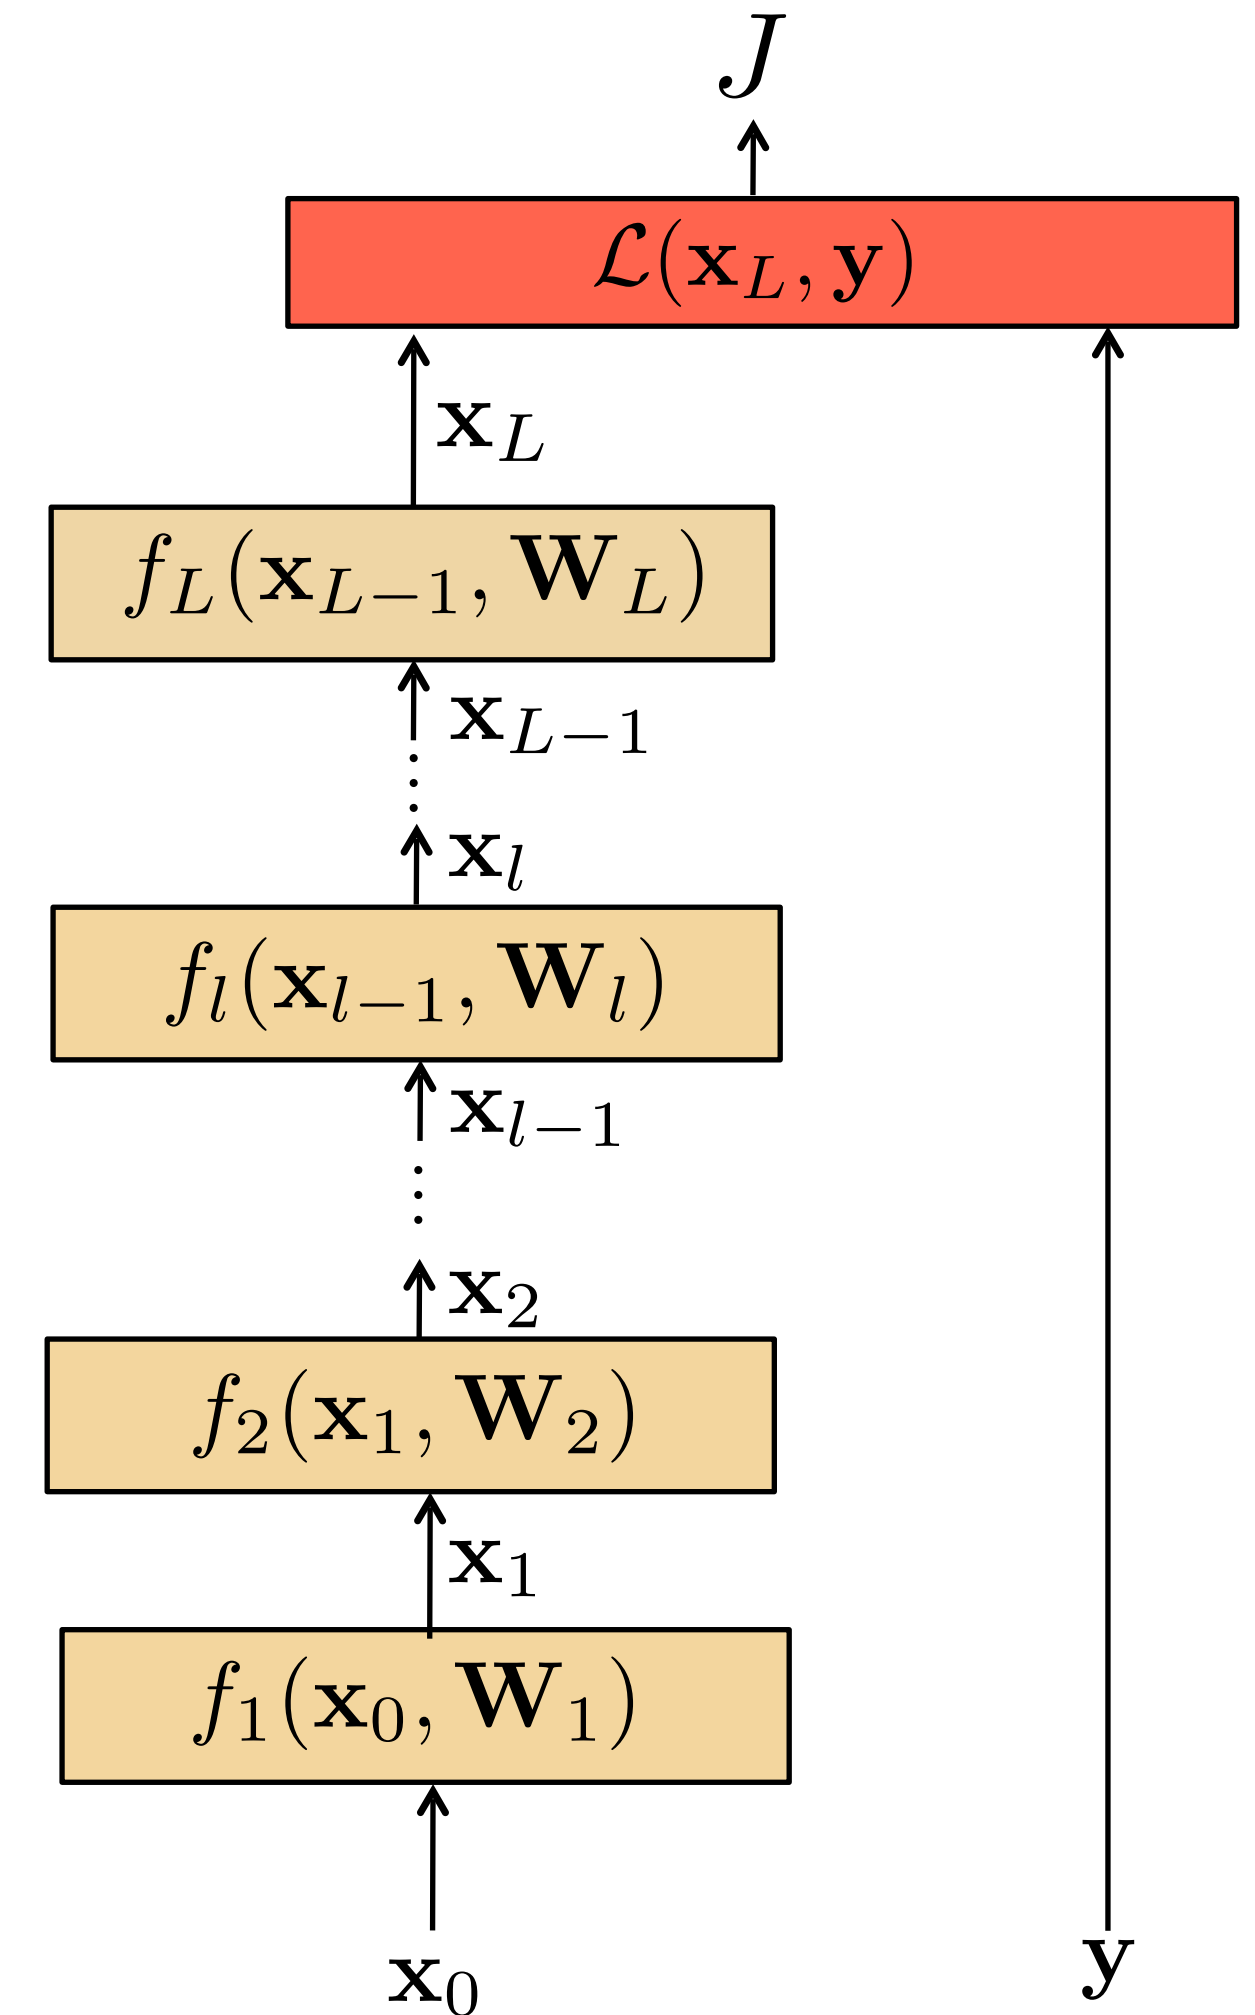 J
ℒ(x_L, y)
x_L
f_L(x_{L−1}, W_L)
x_{L−1}
⋮
x_l
f_l(x_{l−1}, W_l)
x_{l−1}
⋮
x_2
f_2(x_1, W_2)
x_1
f_1(x_0, W_1)
x_0
y